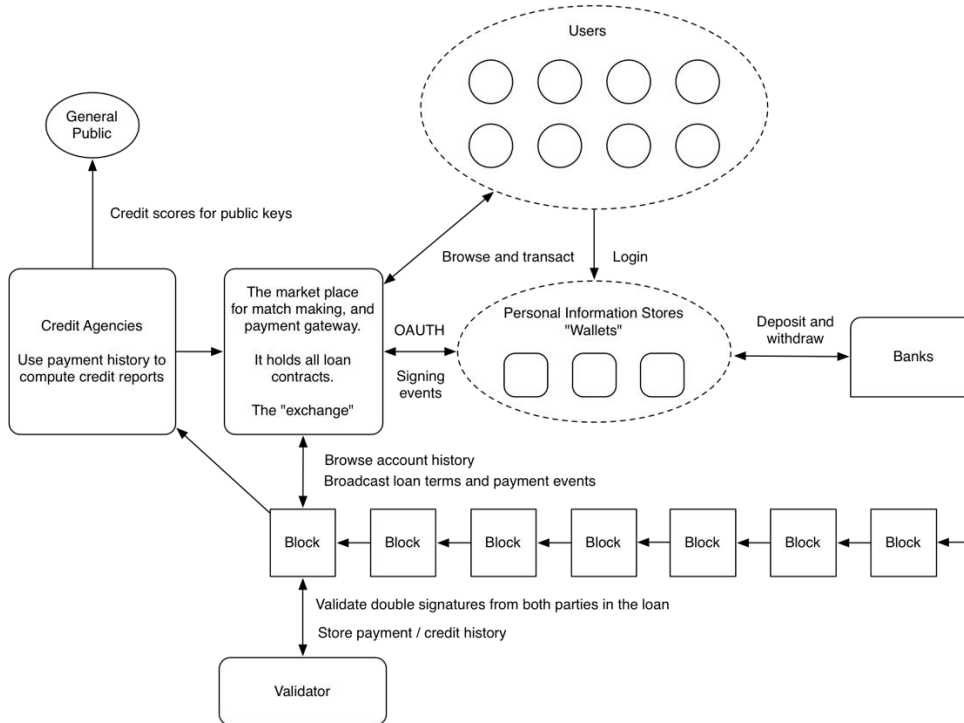 Users
General
Public
Credit scores for public keys
Browse and transact
Login
Credit Agencies
Use payment history to
compute credit reports
The market place
for match making, and
payment gateway.
It holds all loan
contracts.
The "exchange"
OAUTH
Signing
events
Personal Information Stores
"Wallets"
Deposit and
withdraw
Banks
Browse account history
Broadcast loan terms and payment events
Block
Block
Block
Block
Block
Block
Block
Validate double signatures from both parties in the loan
Store payment / credit history
Validator